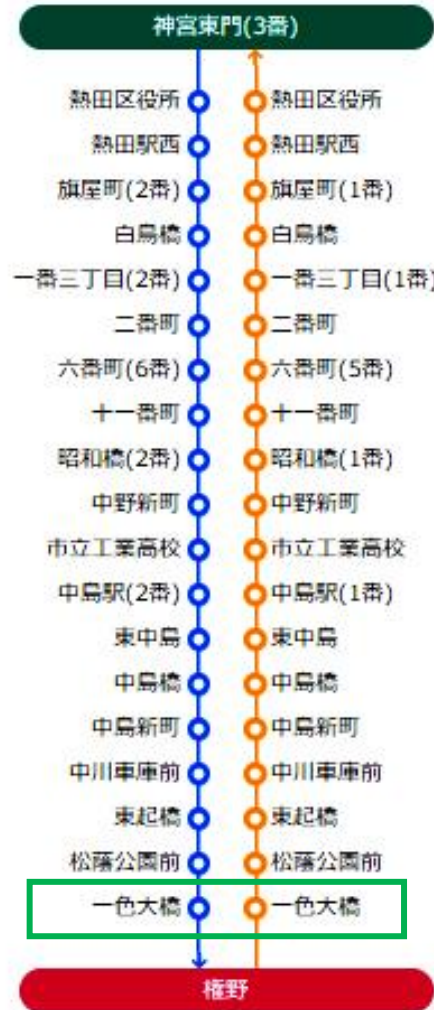 神宮東門(3番)
熱田区役所 熱田区役所
熱田駅西 熱田駅西
旗屋町(2番) 旗屋町(1番)
白鳥橋 白鳥橋
一番三丁目(2番) 一番三丁目(1番)
二番町 二番町
六番町(6番) 六番町(5番)
十一番町 十一番町
昭和橋(2番) 昭和橋(1番)
中野新町 中野新町
市立工業高校 市立工業高校
中島駅(2番) 中島駅(1番)
東中島 東中島
中島橋 中島橋
中島新町 中島新町
中川車庫前 中川車庫前
東起橋 東起橋
松蔭公園前 松蔭公園前
一色大橋 一色大橋
権野